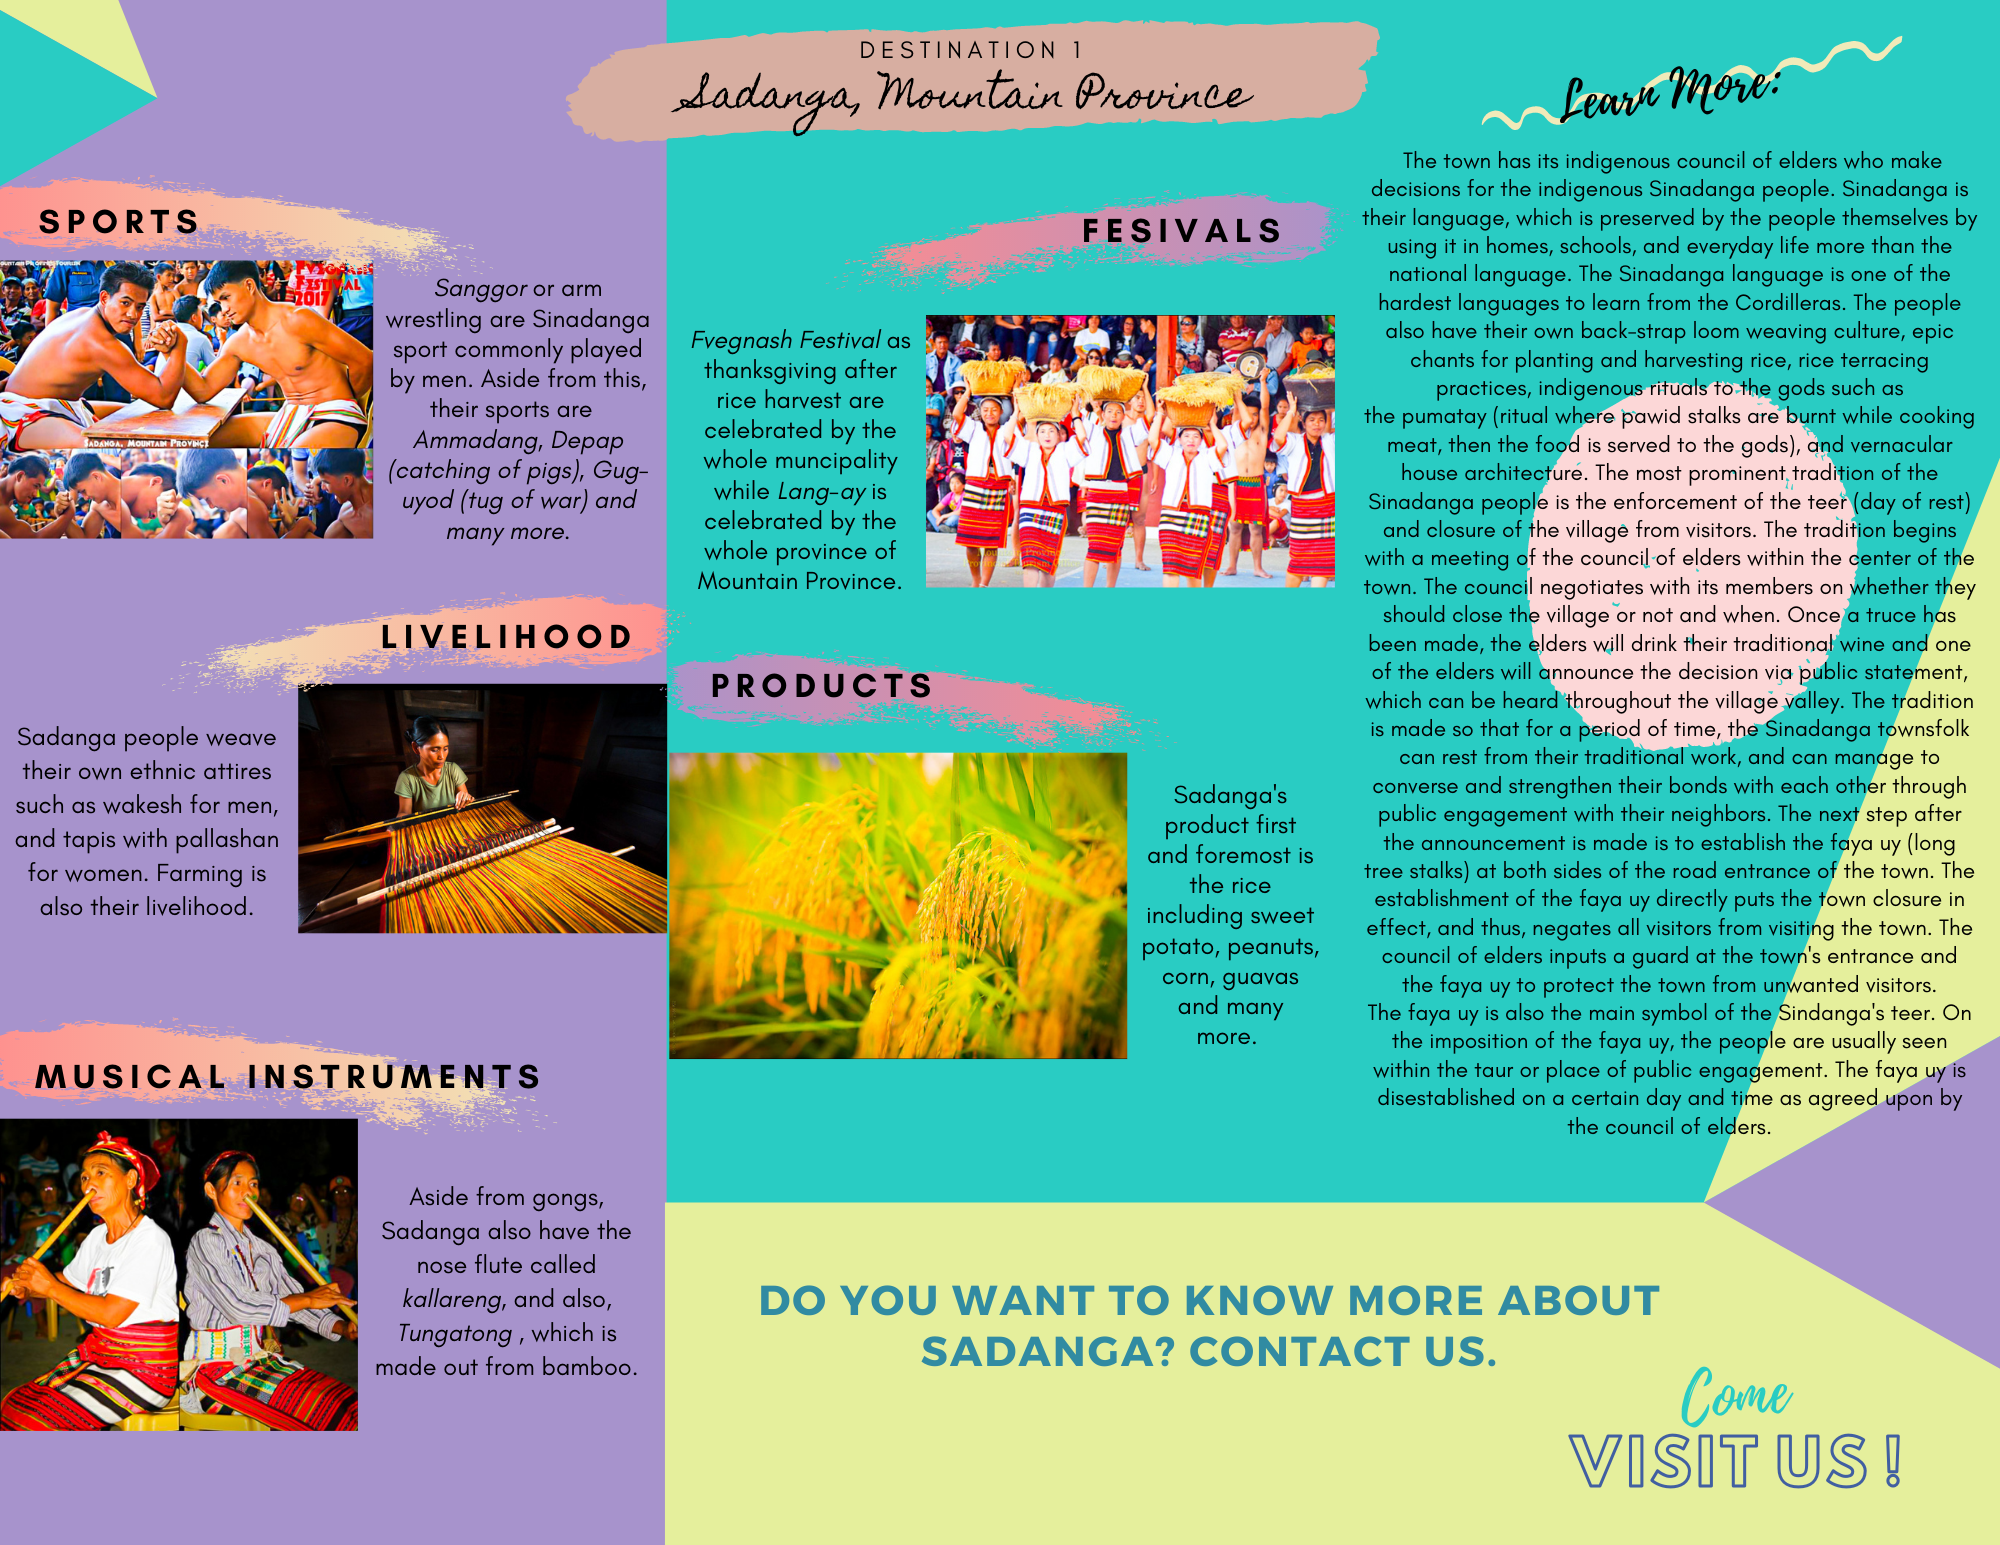 DESTINATION 1
Sadanga, Mountain Province
SPORTS
MOUNTAIN PROVINCE TOURISM
FESTIVAL
2017
SADANGA, MOUNTAIN PROVINCE
Sanggor or arm
wrestling are Sinadanga
sport commonly played
by men. Aside from this,
their sports are
Ammadang, Depap
(catching of pigs), Gug-
uyod (tug of war) and
many more.
LIVELIHOOD
Sadanga people weave
their own ethnic attires
such as wakesh for men,
and tapis with pallashan
for women. Farming is
also their livelihood.
MUSICAL INSTRUMENTS
Aside from gongs,
Sadanga also have the
nose flute called
kallareng, and also,
Tungatong , which is
made out from bamboo.
FESIVALS
Fvegnash Festival as
thanksgiving after
rice harvest are
celebrated by the
whole muncipality
while Lang-ay is
celebrated by the
whole province of
Mountain Province.
PRODUCTS
Sadanga's
product first
and foremost is
the rice
including sweet
potato, peanuts,
corn, guavas
and many
more.
Learn More:
The town has its indigenous council of elders who make
decisions for the indigenous Sinadanga people. Sinadanga is
their language, which is preserved by the people themselves by
using it in homes, schools, and everyday life more than the
national language. The Sinadanga language is one of the
hardest languages to learn from the Cordilleras. The people
also have their own back-strap loom weaving culture, epic
chants for planting and harvesting rice, rice terracing
practices, indigenous rituals to the gods such as
the pumatay (ritual where pawid stalks are burnt while cooking
meat, then the food is served to the gods), and vernacular
house architecture. The most prominent tradition of the
Sinadanga people is the enforcement of the teer (day of rest)
and closure of the village from visitors. The tradition begins
with a meeting of the council of elders within the center of the
town. The council negotiates with its members on whether they
should close the village or not and when. Once a truce has
been made, the elders will drink their traditional wine and one
of the elders will announce the decision via public statement,
which can be heard throughout the village valley. The tradition
is made so that for a period of time, the Sinadanga townsfolk
can rest from their traditional work, and can manage to
converse and strengthen their bonds with each other through
public engagement with their neighbors. The next step after
the announcement is made is to establish the faya uy (long
tree stalks) at both sides of the road entrance of the town. The
establishment of the faya uy directly puts the town closure in
effect, and thus, negates all visitors from visiting the town. The
council of elders inputs a guard at the town's entrance and
the faya uy to protect the town from unwanted visitors.
The faya uy is also the main symbol of the Sindanga's teer. On
the imposition of the faya uy, the people are usually seen
within the taur or place of public engagement. The faya uy is
disestablished on a certain day and time as agreed upon by
the council of elders.
DO YOU WANT TO KNOW MORE ABOUT
SADANGA? CONTACT US.
Come
VISIT US !